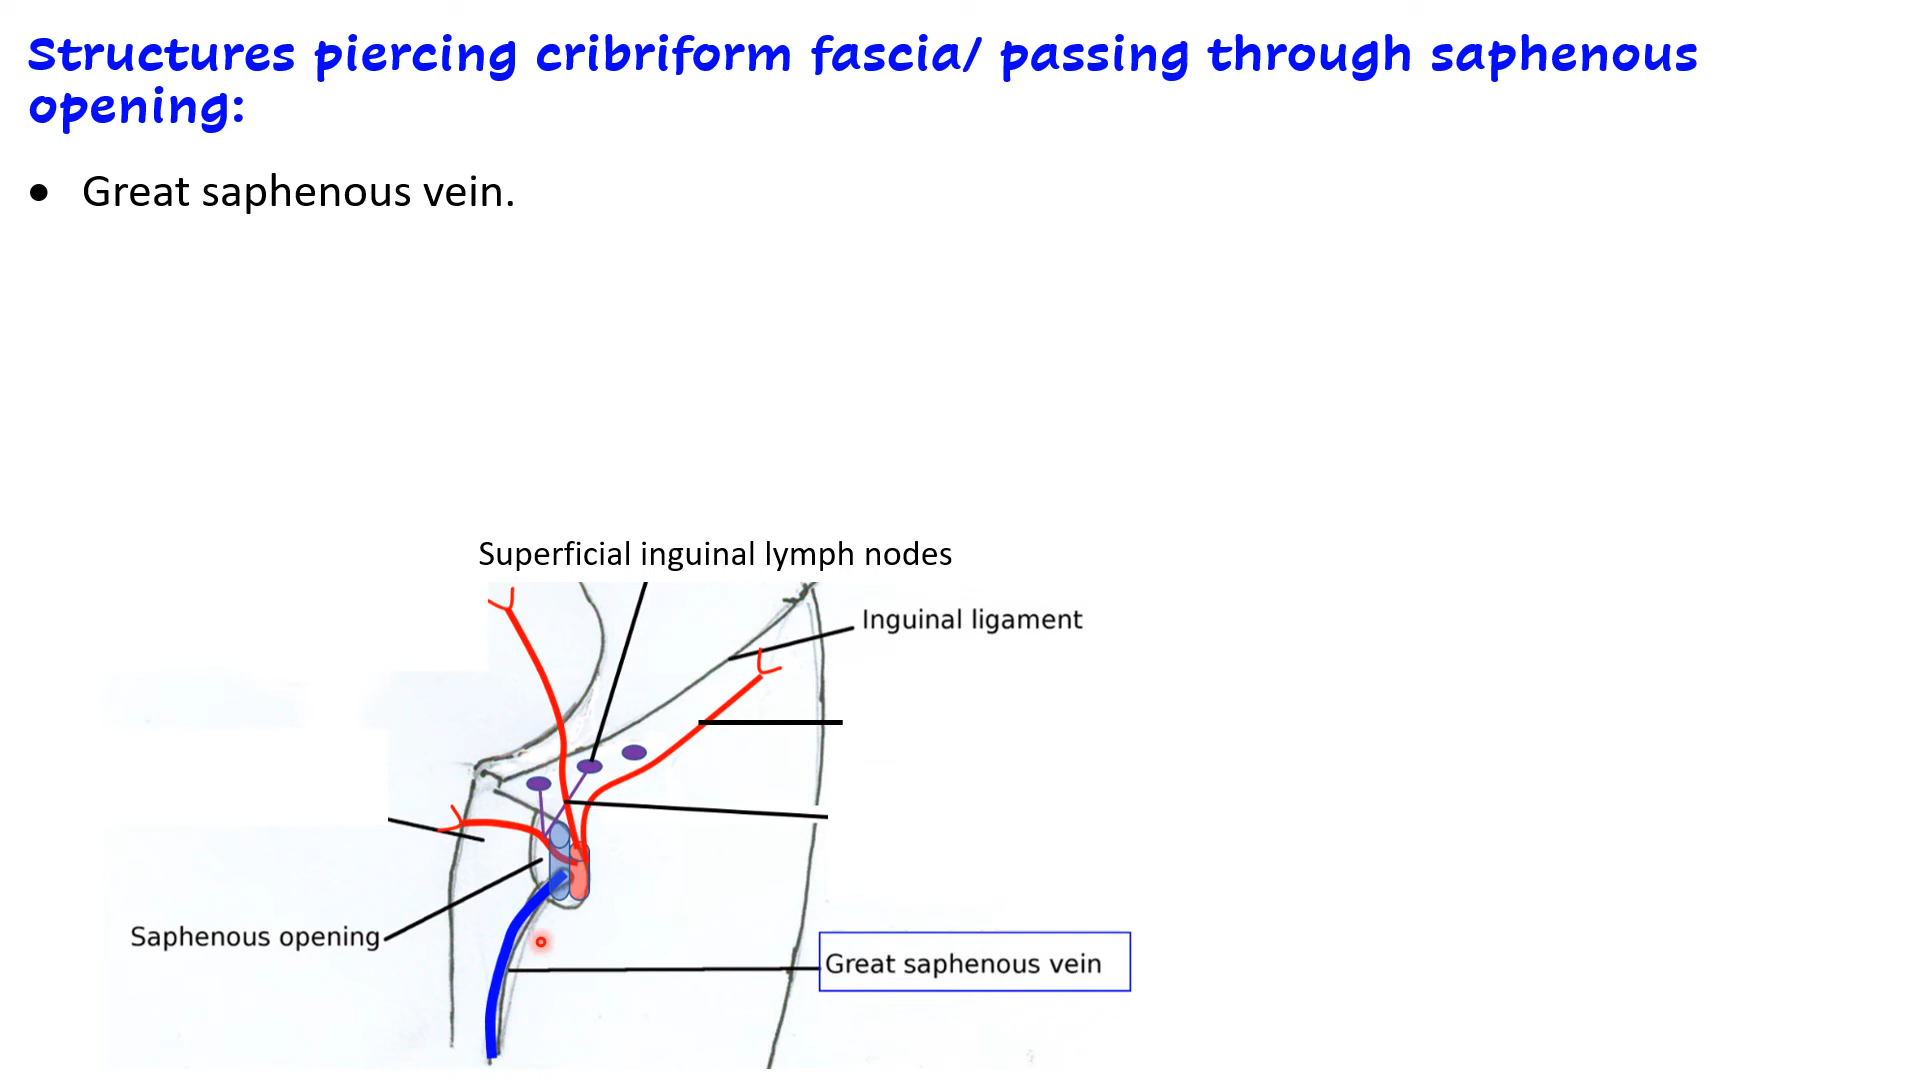 Structures piercing cribriform fascia/ passing through saphenous
opening:
• Great saphenous vein.
Superficial inguinal lymph nodes
Inguinal ligament
Saphenous opening
Great saphenous vein